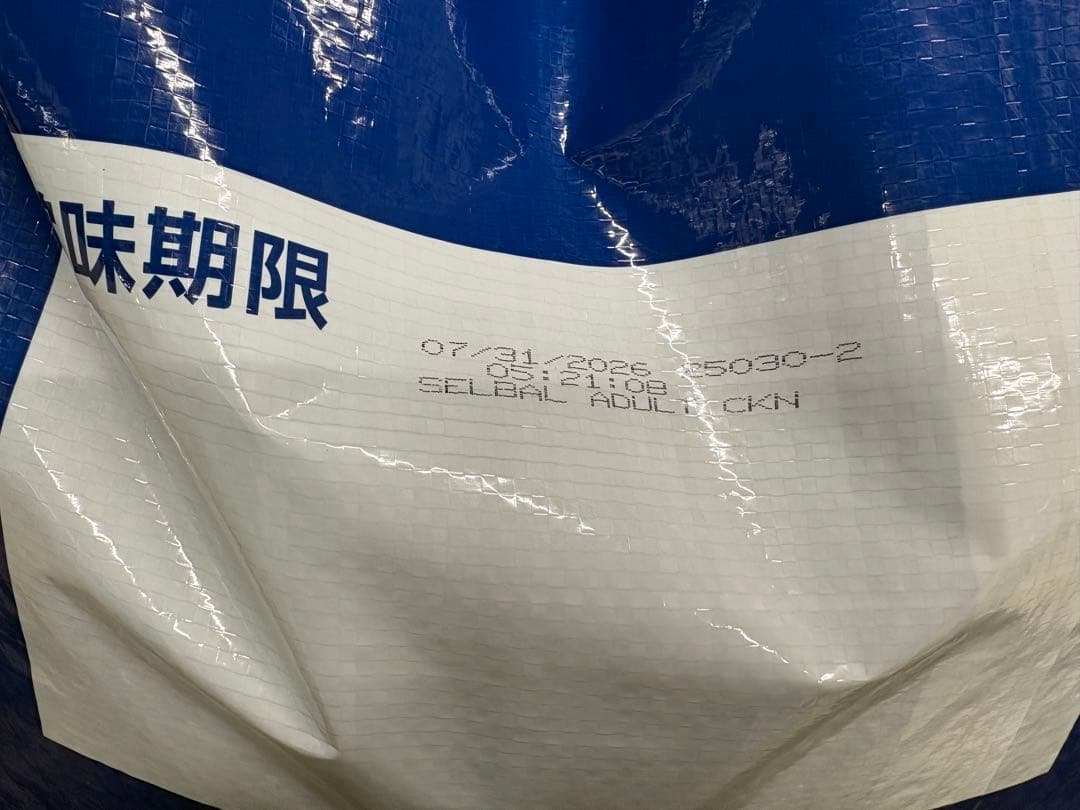 味期限
07/31/2026 25030-2
05:21:08
SELBAL ADULT CKN